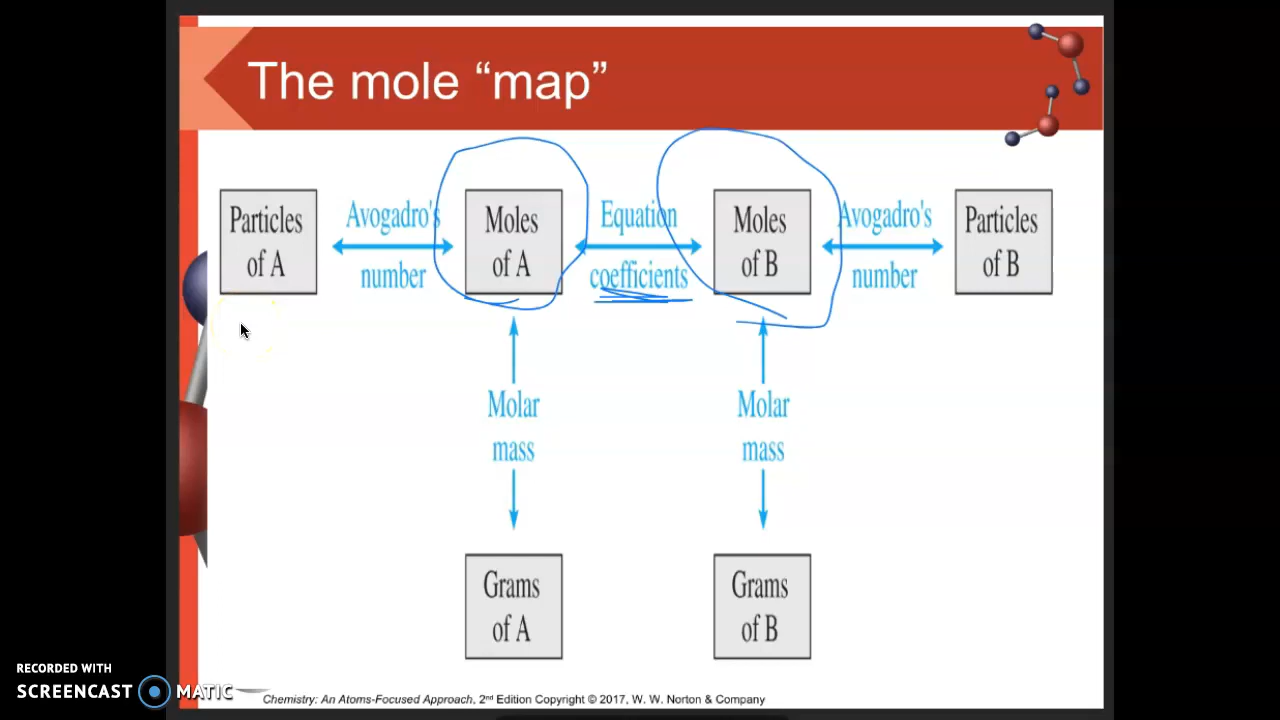 The mole “map”
Particles
of A
Avogadro's
number
Moles
of A
Equation
coefficients
Moles
of B
Avogadro's
number
Particles
of B
Molar
mass
Molar
mass
Grams
of A
Grams
of B
RECORDED WITH
SCREENCAST MATIC
Chemistry: An Atoms-Focused Approach, 2nd Edition Copyright © 2017, W. W. Norton & Company